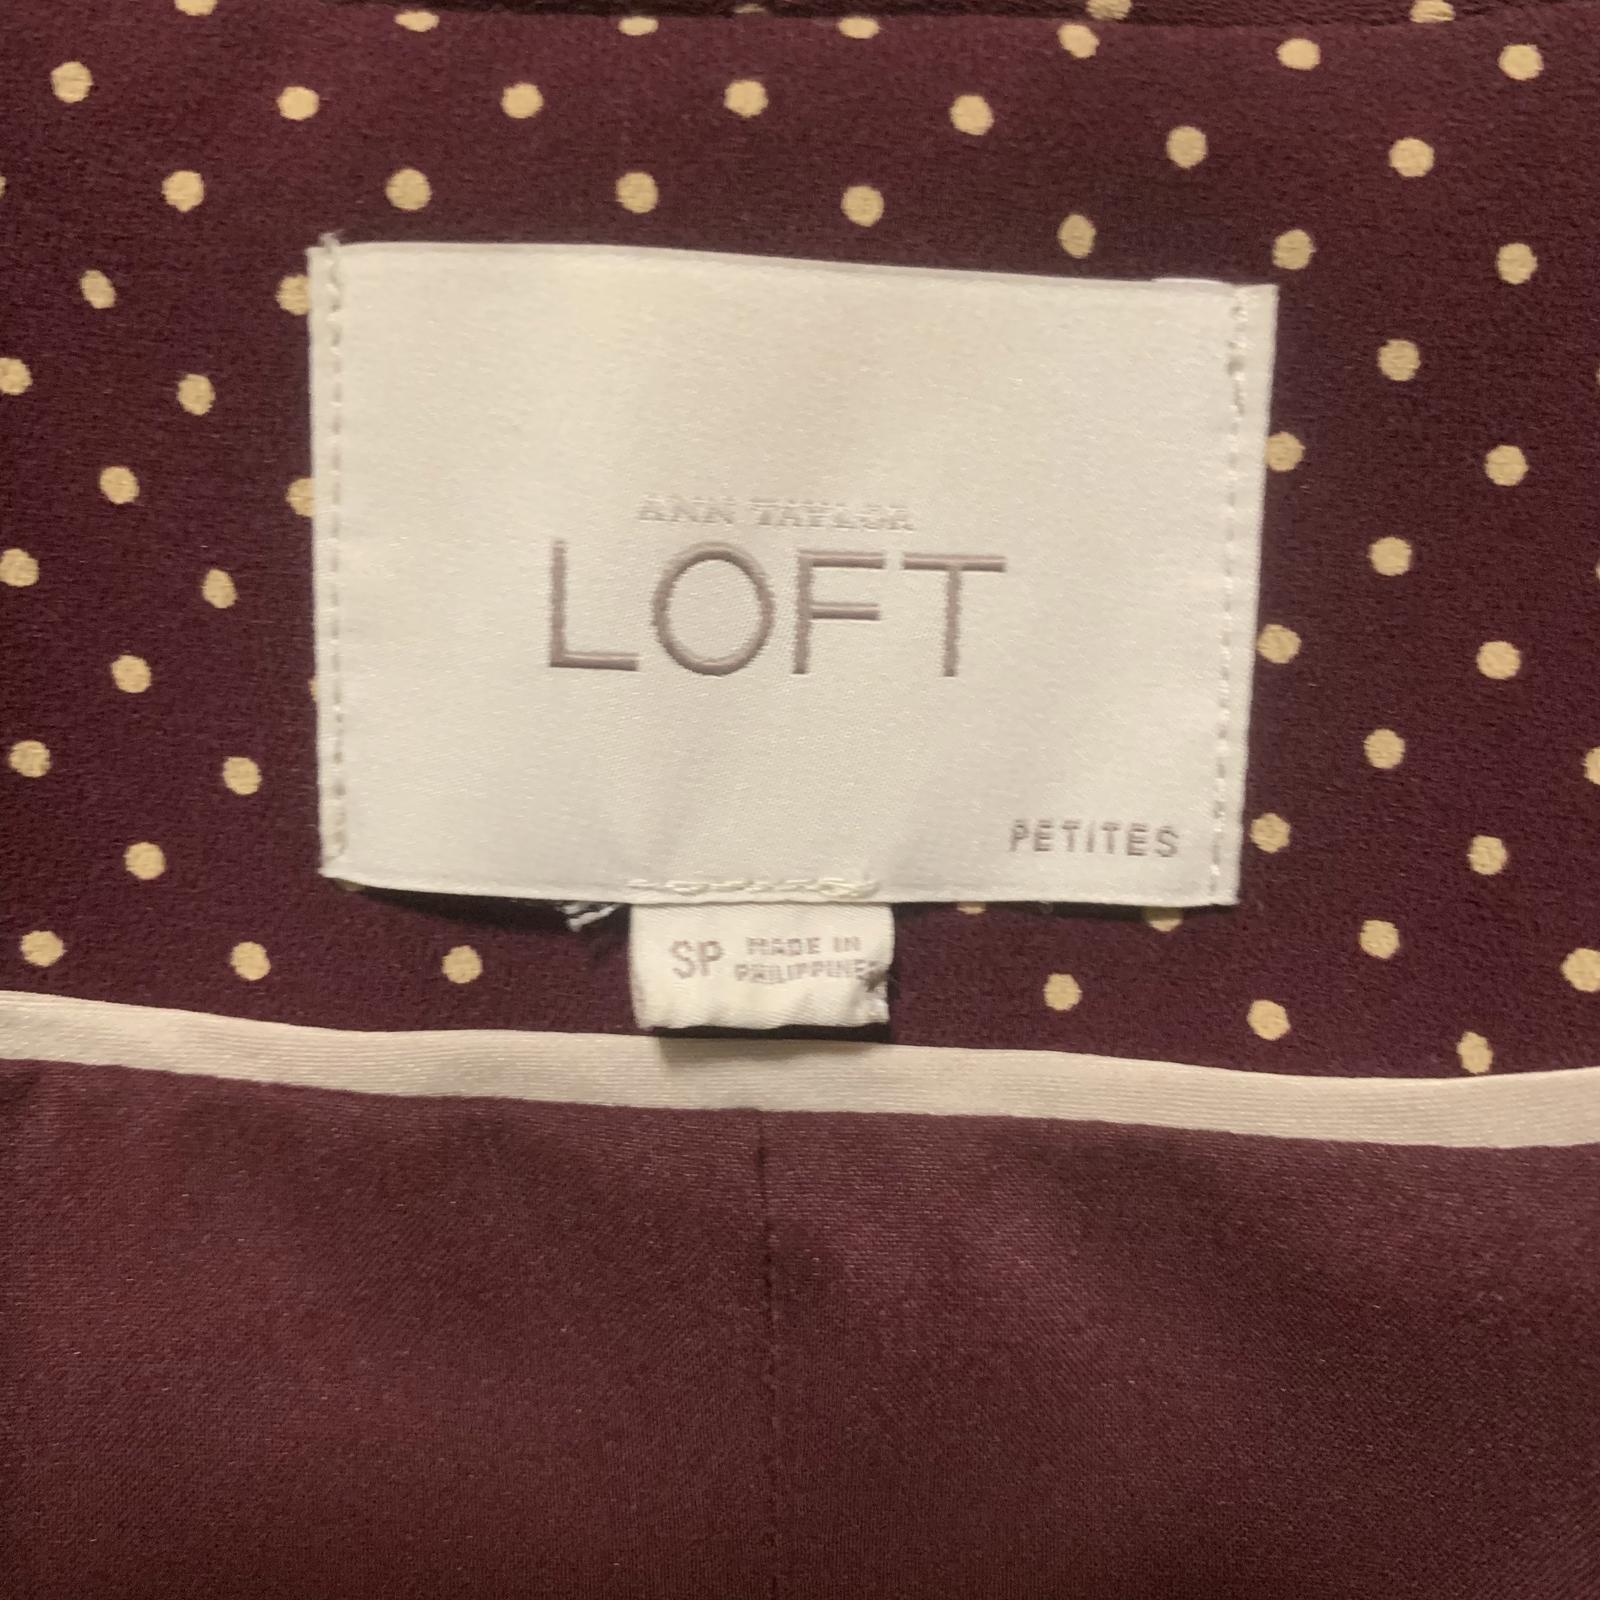 ANN TAYLOR
LOFT
PETITES
SP MADE IN
PHILIPPINES